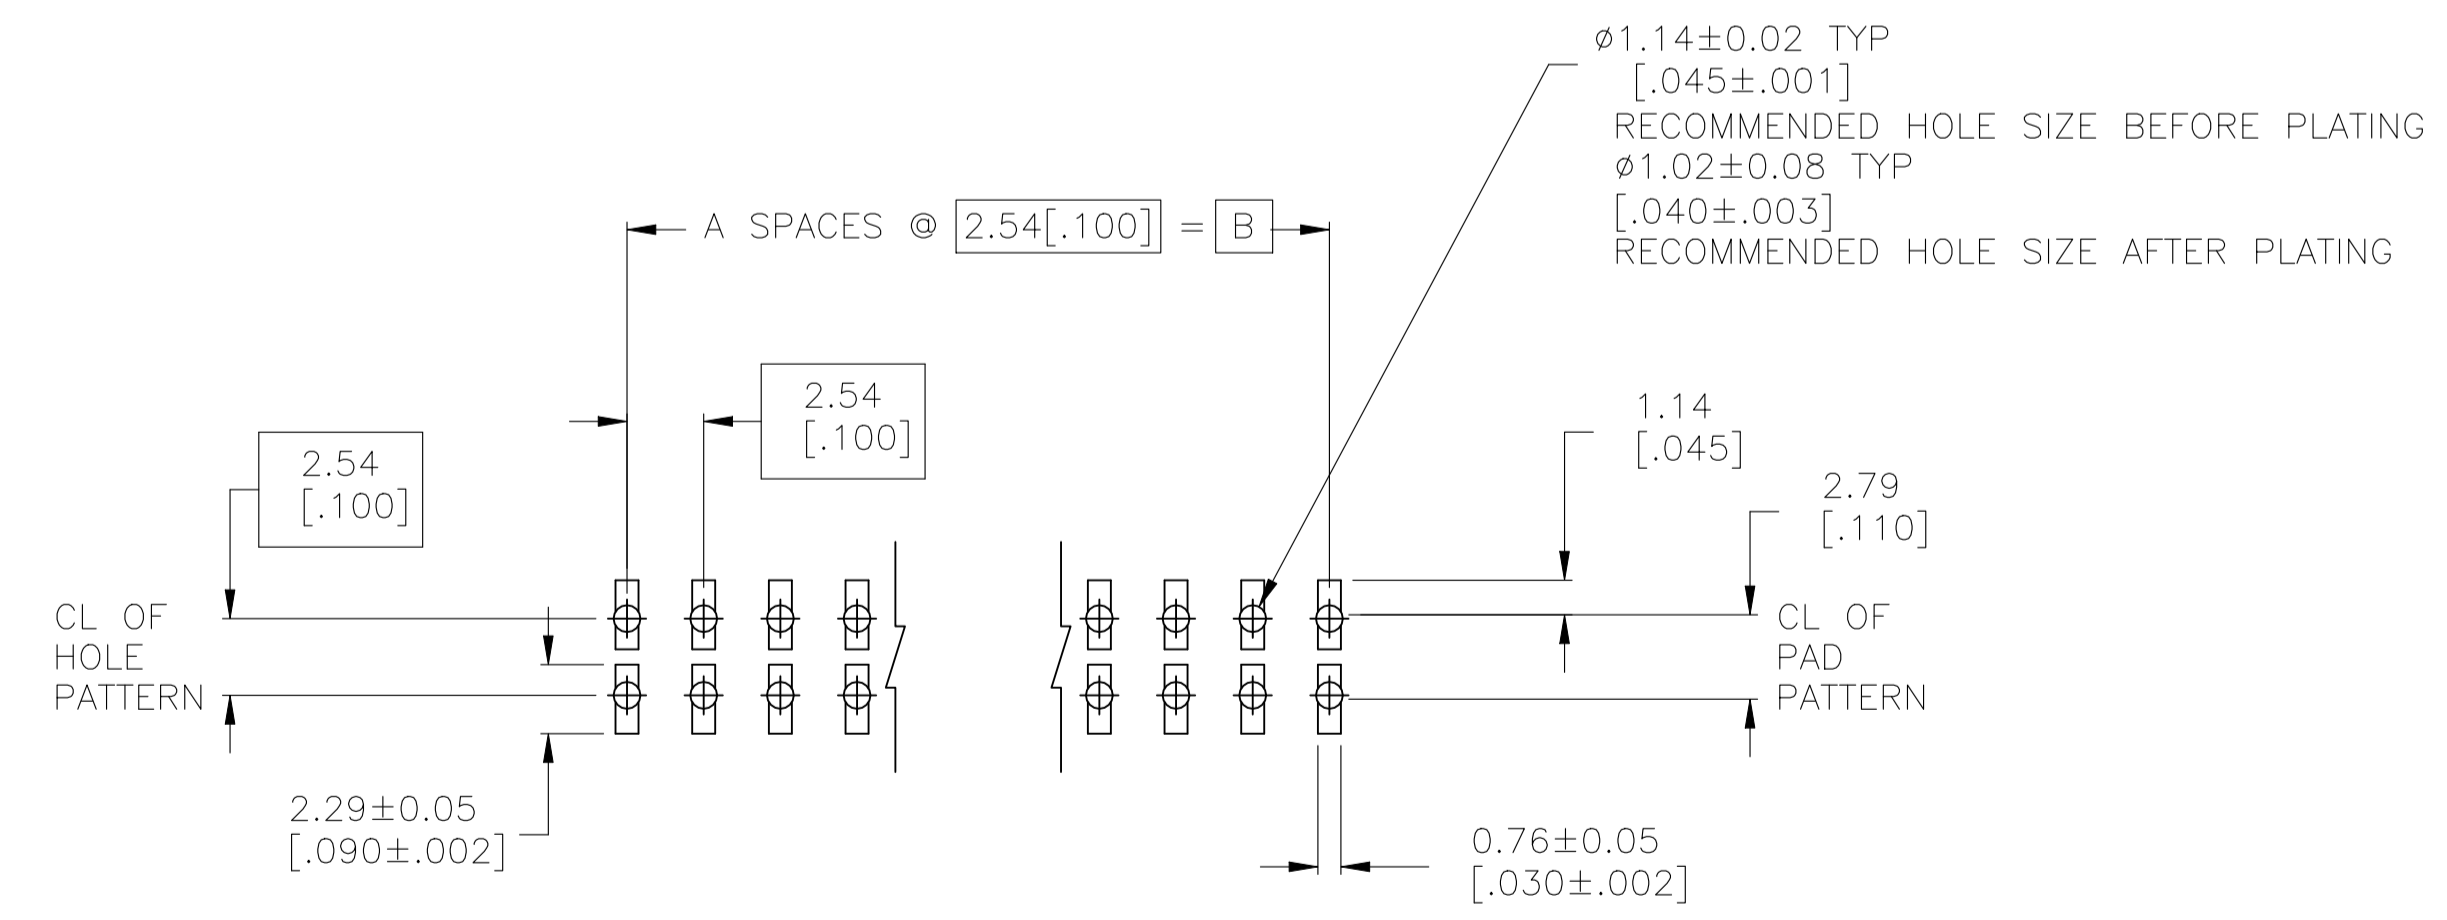 ⌀1.14±0.02 TYP
[.045±.001]
RECOMMENDED HOLE SIZE BEFORE PLATING
⌀1.02±0.08 TYP
[.040±.003]
RECOMMENDED HOLE SIZE AFTER PLATING
A SPACES @ 2.54[.100] = B
2.54
[.100]
2.54
[.100]
1.14
[.045]
2.79
[.110]
CL OF
HOLE
PATTERN
CL OF
PAD
PATTERN
2.29±0.05
[.090±.002]
0.76±0.05
[.030±.002]